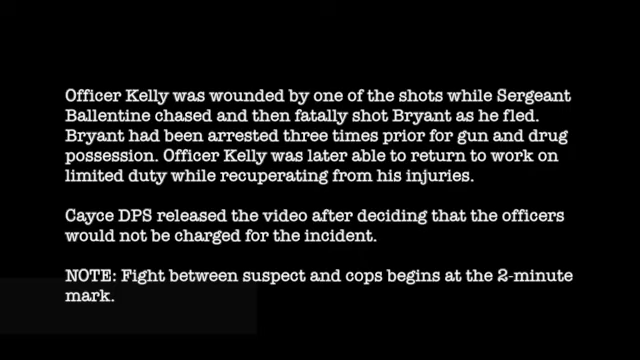 Officer Kelly was wounded by one of the shots while Sergeant
Ballentine chased and then fatally shot Bryant as he fled.
Bryant had been arrested three times prior for gun and drug
possession. Officer Kelly was later able to return to work on
limited duty while recuperating from his injuries.
Cayce DPS released the video after deciding that the officers
would not be charged for the incident.
NOTE: Fight between suspect and cops begins at the 2-minute
mark.